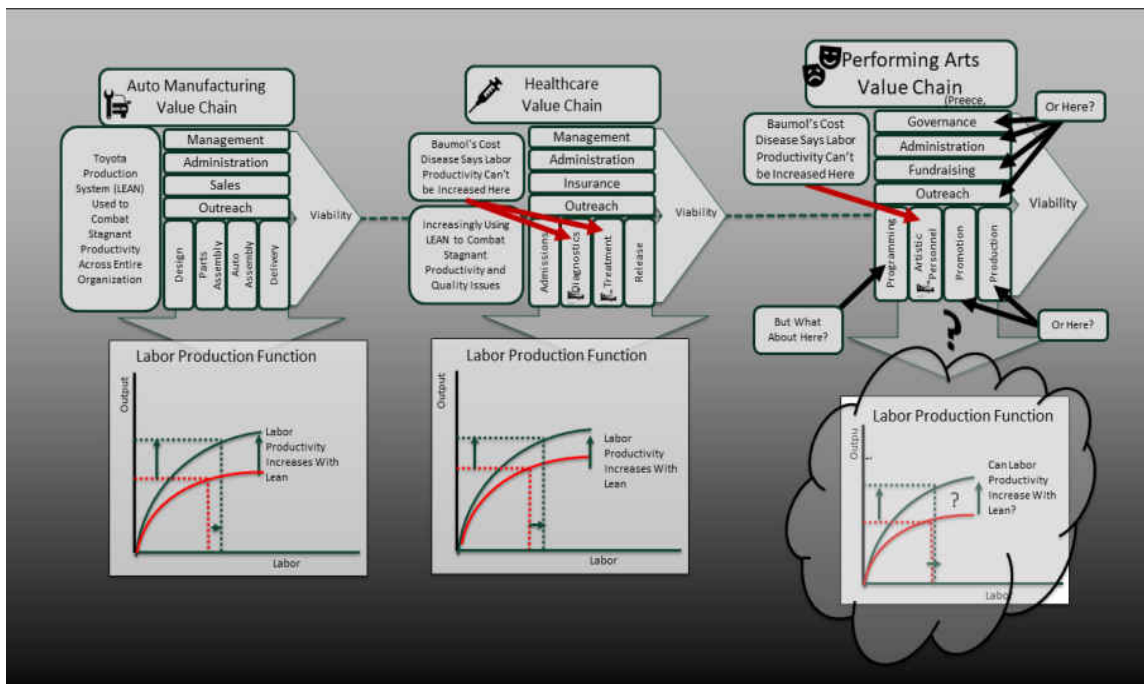 Auto Manufacturing
Value Chain
Toyota
Production
System (LEAN)
Used to
Combat
Stagnant
Productivity
Across Entire
Organization
Management
Administration
Sales
Outreach
Design
Parts
Assembly
Auto
Assembly
Delivery
Viability
Labor Production Function
Output
Labor
Productivity
Increases With
Lean
Labor
Healthcare
Value Chain
Baumol's Cost
Disease Says Labor
Productivity Can't
be Increased Here
Increasingly Using
LEAN to Combat
Stagnant
Productivity and
Quality Issues
Management
Administration
Insurance
Outreach
Admissions
Diagnostics
Treatment
Release
Viability
Labor Production Function
Output
Labor
Productivity
Increases With
Lean
Labor
Performing Arts
Value Chain
(Preece,
Baumol's Cost
Disease Says Labor
Productivity Can't
be Increased Here
Governance
Administration
Fundraising
Outreach
Programming
Artistic
Personnel
Promotion
Production
Viability
Or Here?
But What
About Here?
Or Here?
?
Labor Production Function
Outpu
t
Can Labor
Productivity
Increase With
Lean?
?
Labor